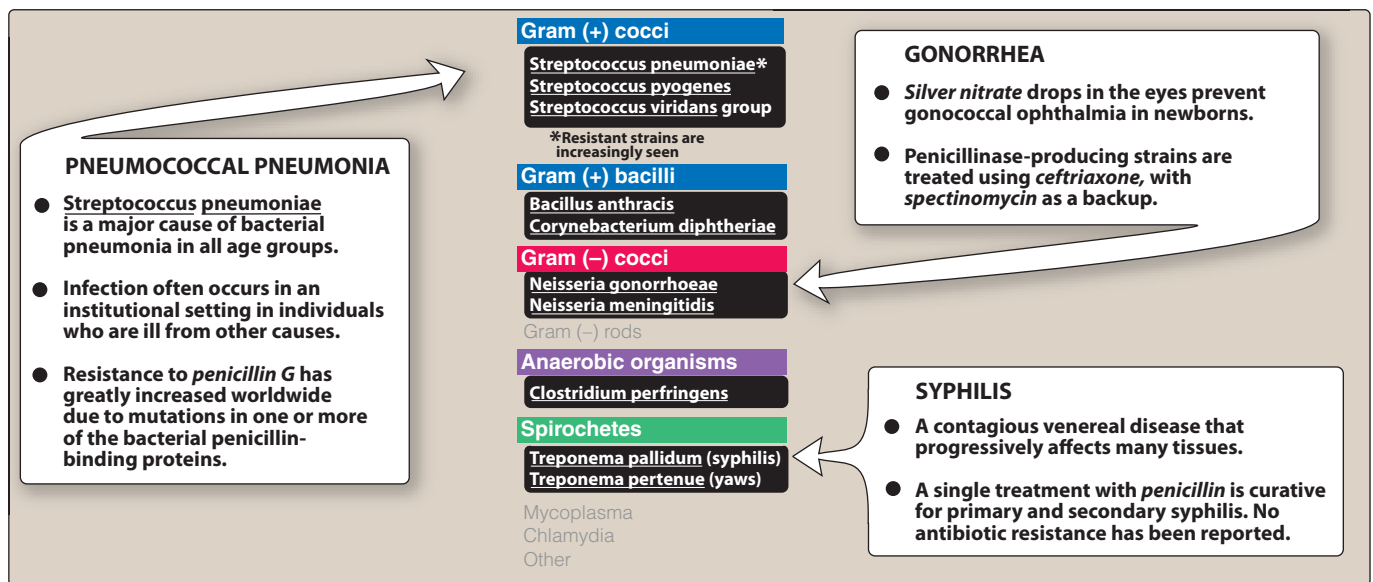 PNEUMOCOCCAL PNEUMONIA
● Streptococcus pneumoniae
is a major cause of bacterial
pneumonia in all age groups.
● Infection often occurs in an
institutional setting in individuals
who are ill from other causes.
● Resistance to penicillin G has
greatly increased worldwide
due to mutations in one or more
of the bacterial penicillin-
binding proteins.
Gram (+) cocci
Streptococcus pneumoniae*
Streptococcus pyogenes
Streptococcus viridans group
*Resistant strains are
increasingly seen
Gram (+) bacilli
Bacillus anthracis
Corynebacterium diphtheriae
Gram (–) cocci
Neisseria gonorrhoeae
Neisseria meningitidis
Gram (–) rods
Anaerobic organisms
Clostridium perfringens
Spirochetes
Treponema pallidum (syphilis)
Treponema pertenue (yaws)
Mycoplasma
Chlamydia
Other
GONORRHEA
● Silver nitrate drops in the eyes prevent
gonococcal ophthalmia in newborns.
● Penicillinase-producing strains are
treated using ceftriaxone, with
spectinomycin as a backup.
SYPHILIS
● A contagious venereal disease that
progressively affects many tissues.
● A single treatment with penicillin is curative
for primary and secondary syphilis. No
antibiotic resistance has been reported.